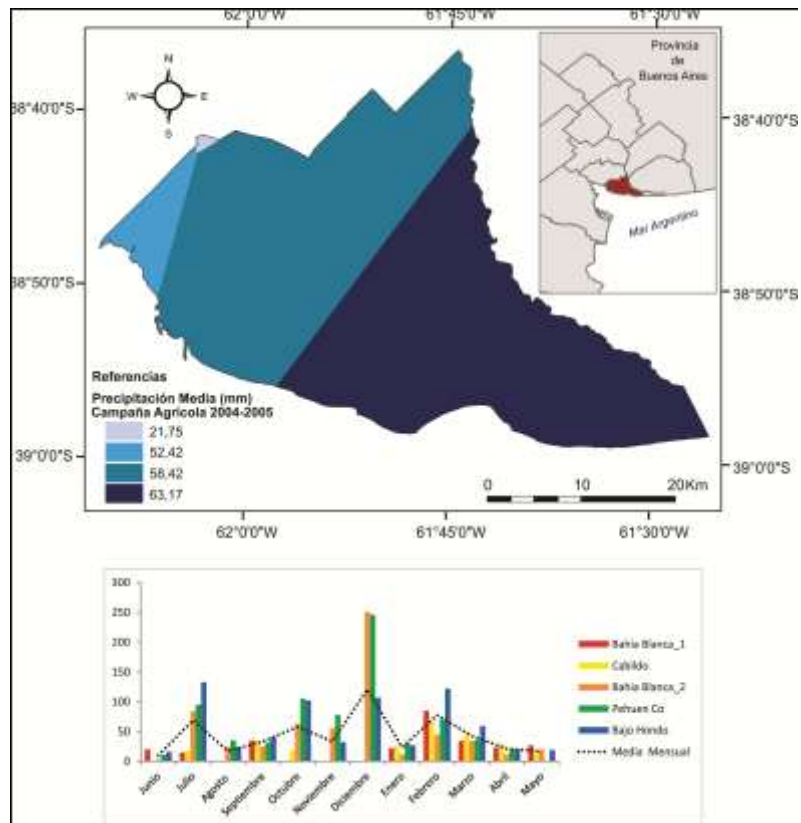 62°0'0"W 61°45'0"W 61°30'0"W
N
W E
S
38°40'0"S
38°50'0"S
39°0'0"S
Provincia
de
Buenos Aires
Mar Argentino
38°40'0"S
38°50'0"S
39°0'0"S
Referencias
Precipitación Media (mm)
Campaña Agrícola 2004-2005
21,75
52,42
58,42
63,17
0 10 20Km
62°0'0"W 61°45'0"W 61°30'0"W
300
250
200
150
100
50
0
Junio
Julio
Agosto
Septiembre
Octubre
Noviembre
Diciembre
Enero
Febrero
Marzo
Abril
Mayo
Bahia Blanca_1
Cabildo
Bahia Blanca_2
Pehuen Co
Bajo Hondo
Media Mensual